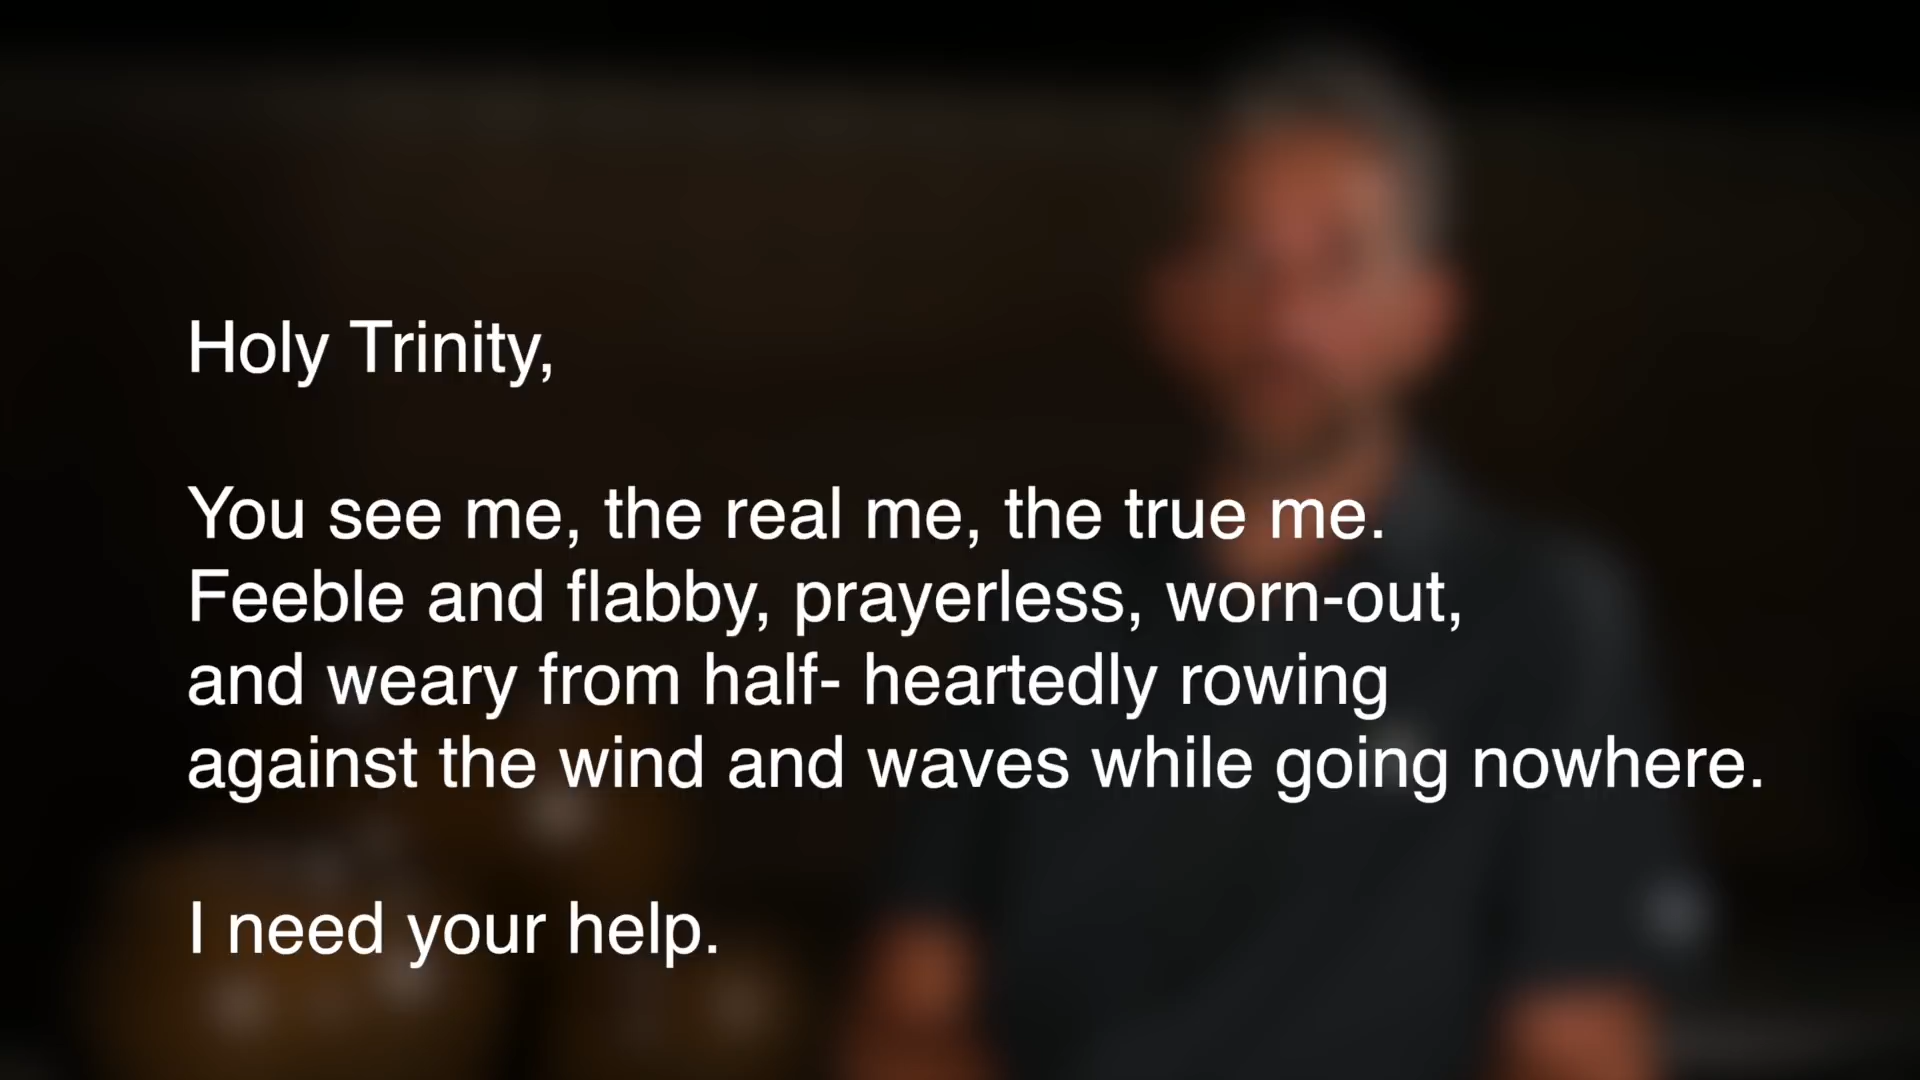 Holy Trinity,
You see me, the real me, the true me.
Feeble and flabby, prayerless, worn-out,
and weary from half- heartedly rowing
against the wind and waves while going nowhere.
I need your help.